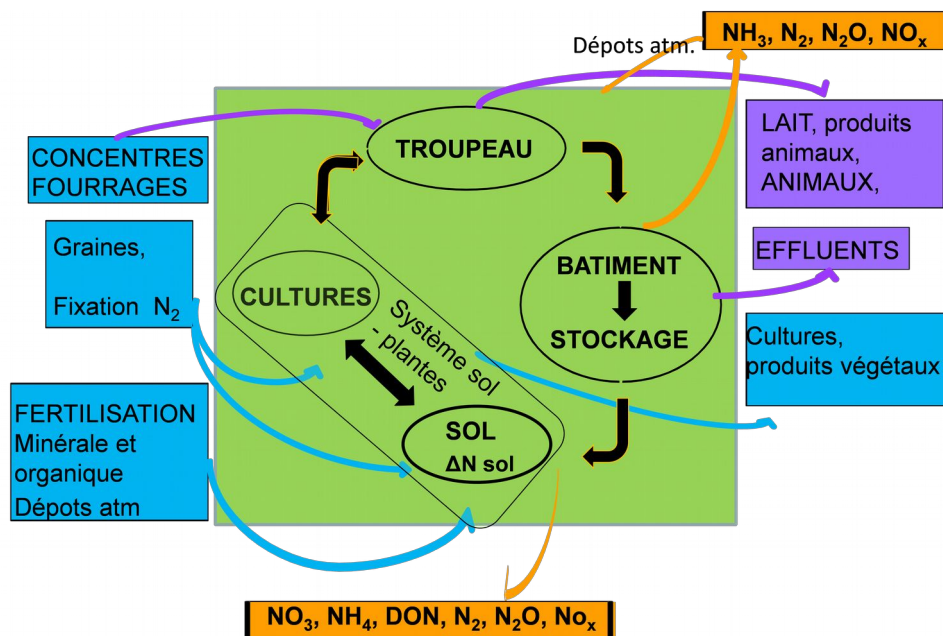 NH₃, N₂, N₂O, NOₓ
Dépots atm.
TROUPEAU
LAIT, produits
animaux,
ANIMAUX,
CONCENTRES
FOURRAGES
Graines,
Fixation N₂
EFFLUENTS
BATIMENT
STOCKAGE
CULTURES
Système sol
- plantes
Cultures,
produits végétaux
FERTILISATION
Minérale et
organique
Dépots atm
SOL
ΔN sol
NO₃, NH₄, DON, N₂, N₂O, Noₓ